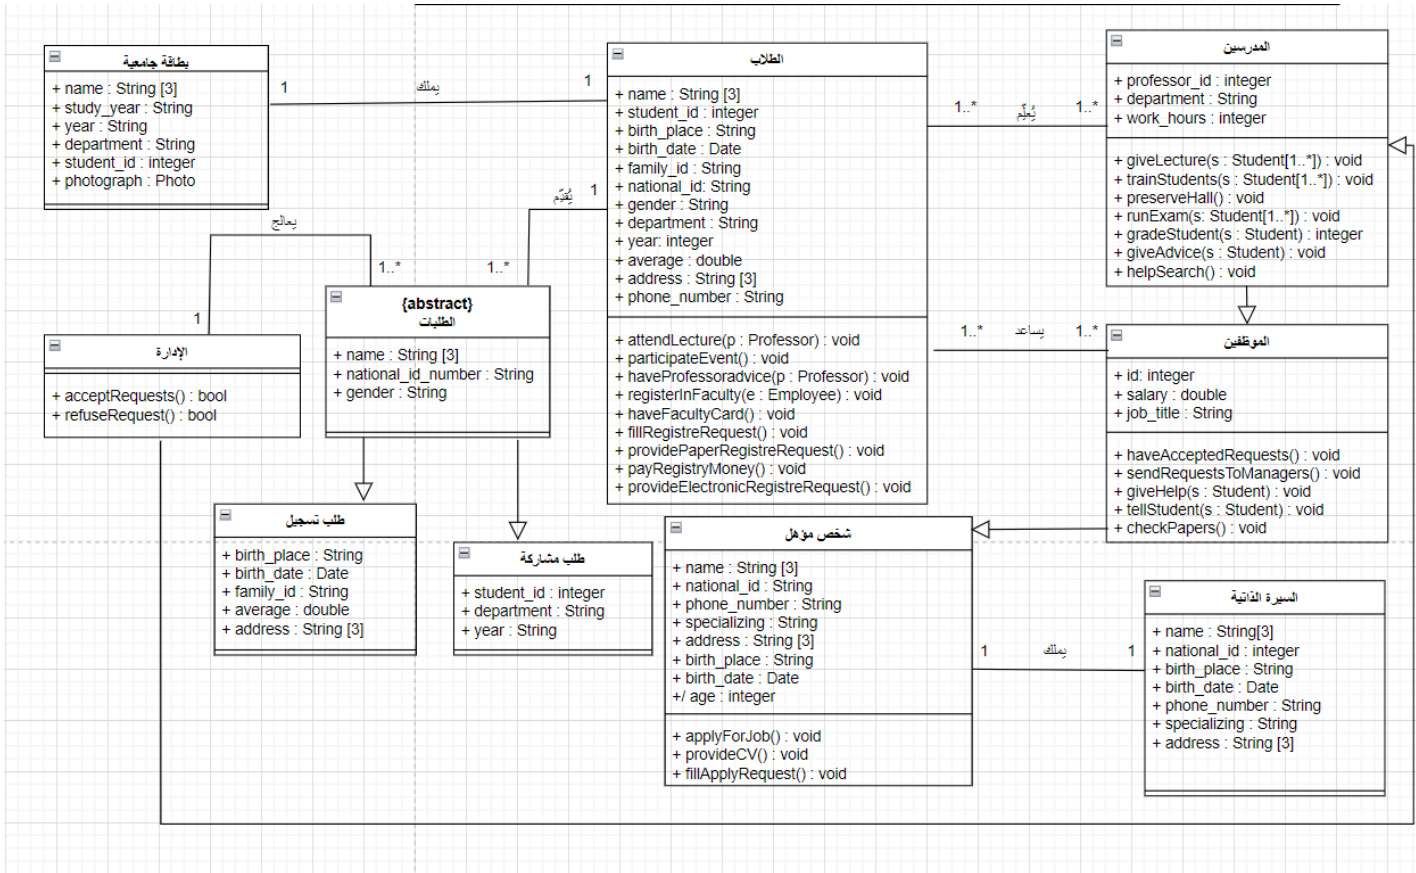 بطاقة جامعية
+ name : String [3]
+ study_year : String
+ year : String
+ department : String
+ student_id : integer
+ photograph : Photo
1
يملك
1
الطلاب
+ name : String [3]
+ student_id : integer
+ birth_place : String
+ birth_date : Date
+ family_id : String
+ national_id: String
+ gender : String
+ department : String
+ year: integer
+ average : double
+ address : String [3]
+ phone_number : String
+ attendLecture(p : Professor) : void
+ participateEvent() : void
+ haveProfessoradvice(p : Professor) : void
+ registerInFaculty(e : Employee) : void
+ haveFacultyCard() : void
+ fillRegistreRequest() : void
+ providePaperRegistreRequest() : void
+ payRegistryMoney() : void
+ provideElectronicRegistreRequest() : void
1..*
يُعلِّم
1..*
المدرسين
+ professor_id : integer
+ department : String
+ work_hours : integer
+ giveLecture(s : Student[1..*]) : void
+ trainStudents(s : Student[1..*]) : void
+ preserveHall() : void
+ runExam(s: Student[1..*]) : void
+ gradeStudent(s : Student) : integer
+ giveAdvice(s : Student) : void
+ helpSearch() : void
1
يُقدّم
1..*
يعالج
1..*
1
{abstract}
الطلبات
+ name : String [3]
+ national_id_number : String
+ gender : String
الإدارة
+ acceptRequests() : bool
+ refuseRequest() : bool
1..*
يساعد
1..*
الموظفين
+ id: integer
+ salary : double
+ job_title : String
+ haveAcceptedRequests() : void
+ sendRequestsToManagers() : void
+ giveHelp(s : Student) : void
+ tellStudent(s : Student) : void
+ checkPapers() : void
طلب تسجيل
+ birth_place : String
+ birth_date : Date
+ family_id : String
+ average : double
+ address : String [3]
طلب مشاركة
+ student_id : integer
+ department : String
+ year : String
شخص مؤهل
+ name : String [3]
+ national_id : String
+ phone_number : String
+ specializing : String
+ address : String [3]
+ birth_place : String
+ birth_date : Date
+/ age : integer
+ applyForJob() : void
+ provideCV() : void
+ fillApplyRequest() : void
1
يملك
1
السيرة الذاتية
+ name : String[3]
+ national_id : integer
+ birth_place : String
+ birth_date : Date
+ phone_number : String
+ specializing : String
+ address : String [3]